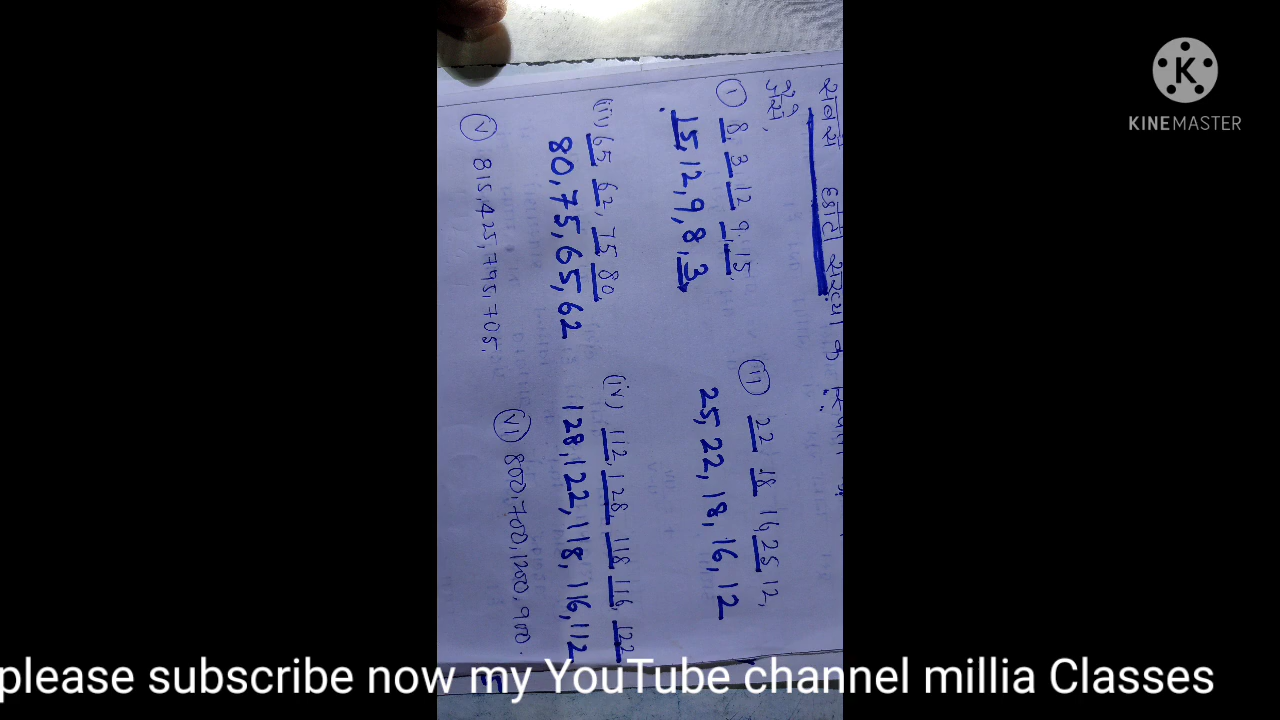 सबसे छोटी संख्या के
जैसे,
(I) 8, 3, 12, 9, 15,
15, 12, 9, 8, 3
(II) 22, 18, 16, 25, 12,
25, 22, 18, 16, 12
(iii) 65, 62, 75, 80,
80, 75, 65, 62
(iv) 112, 128, 118, 116, 122
128, 122, 118, 116, 112
(V) 815, 425, 795, 705,
(VI) 800, 700, 1200, 900.
K
KINEMASTER
please subscribe now my YouTube channel millia Classes